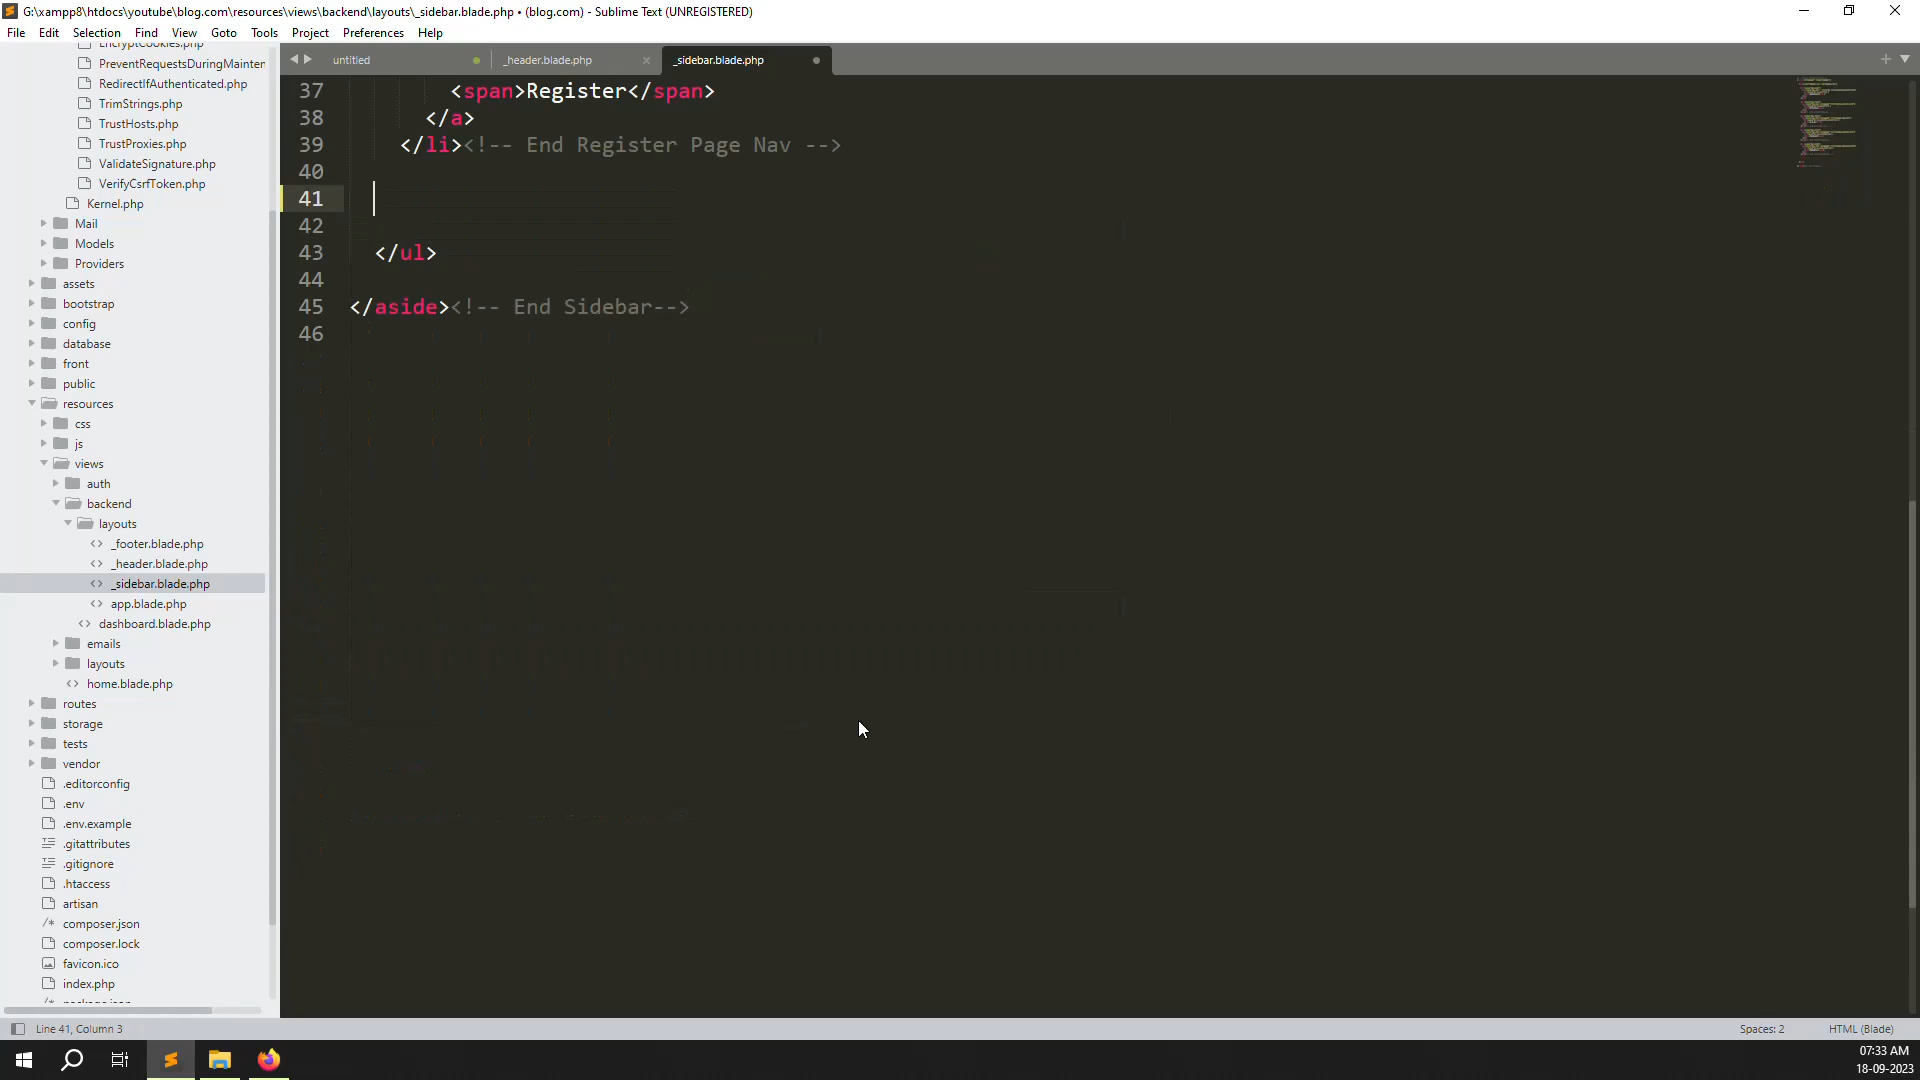 G:\xampp8\htdocs\youtube\blog.com\resources\views\backend\layouts\_sidebar.blade.php • (blog.com) - Sublime Text (UNREGISTERED)
File Edit Selection Find View Goto Tools Project Preferences Help
EncryptCookies.php
PreventRequestsDuringMainten
RedirectIfAuthenticated.php
TrimStrings.php
TrustHosts.php
TrustProxies.php
ValidateSignature.php
VerifyCsrfToken.php
Kernel.php
Mail
Models
Providers
assets
bootstrap
config
database
front
public
resources
css
js
views
auth
backend
layouts
_footer.blade.php
_header.blade.php
_sidebar.blade.php
app.blade.php
dashboard.blade.php
emails
layouts
home.blade.php
routes
storage
tests
vendor
.editorconfig
.env
.env.example
.gitattributes
.gitignore
.htaccess
artisan
composer.json
composer.lock
favicon.ico
index.php
untitled _header.blade.php _sidebar.blade.php
37 <span>Register</span>
38 </a>
39 </li><!-- End Register Page Nav -->
40
41
42
43 </ul>
44
45 </aside><!-- End Sidebar-->
46
Line 41, Column 3 Spaces: 2 HTML (Blade)
07:33 AM
18-09-2023